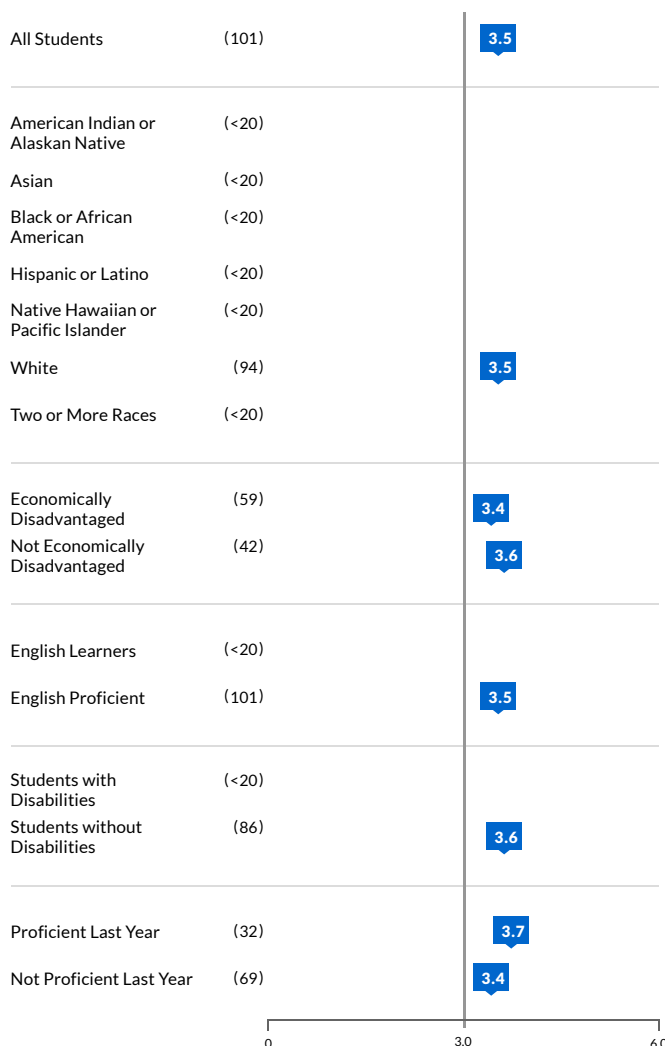 All Students (101) 3.5
American Indian or (<20)
Alaskan Native
Asian (<20)
Black or African (<20)
American
Hispanic or Latino (<20)
Native Hawaiian or (<20)
Pacific Islander
White (94) 3.5
Two or More Races (<20)
Economically (59) 3.4
Disadvantaged
Not Economically (42) 3.6
Disadvantaged
English Learners (<20)
English Proficient (101) 3.5
Students with (<20)
Disabilities
Students without (86) 3.6
Disabilities
Proficient Last Year (32) 3.7
Not Proficient Last Year (69) 3.4
0 3.0 6.0